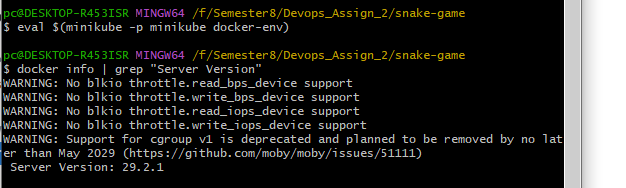 pc@DESKTOP-R453ISR MINGW64 /f/Semester8/Devops_Assign_2/snake-game
$ eval $(minikube -p minikube docker-env)
pc@DESKTOP-R453ISR MINGW64 /f/Semester8/Devops_Assign_2/snake-game
$ docker info | grep "Server Version"
WARNING: No blkio throttle.read_bps_device support
WARNING: No blkio throttle.write_bps_device support
WARNING: No blkio throttle.read_iops_device support
WARNING: No blkio throttle.write_iops_device support
WARNING: Support for cgroup v1 is deprecated and planned to be removed by no lat
er than May 2029 (https://github.com/moby/moby/issues/51111)
 Server Version: 29.2.1